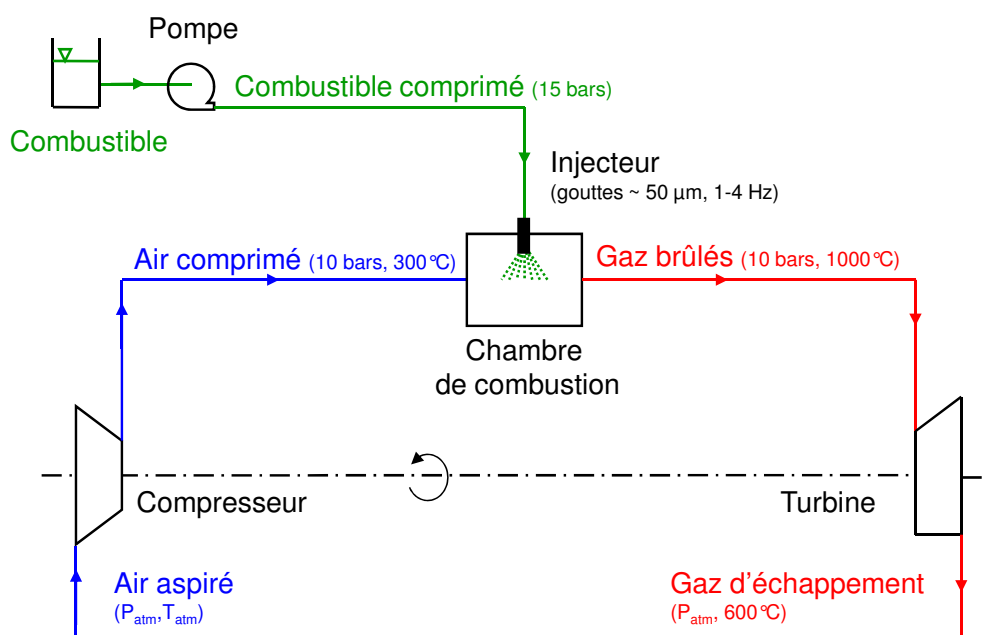 Pompe
Combustible comprimé (15 bars)
Combustible
Injecteur
(gouttes ~ 50 µm, 1-4 Hz)
Air comprimé (10 bars, 300°C)
Gaz brûlés (10 bars, 1000°C)
Chambre
de combustion
Compresseur
Turbine
Air aspiré
(Patm,Tatm)
Gaz d'échappement
(Patm, 600°C)